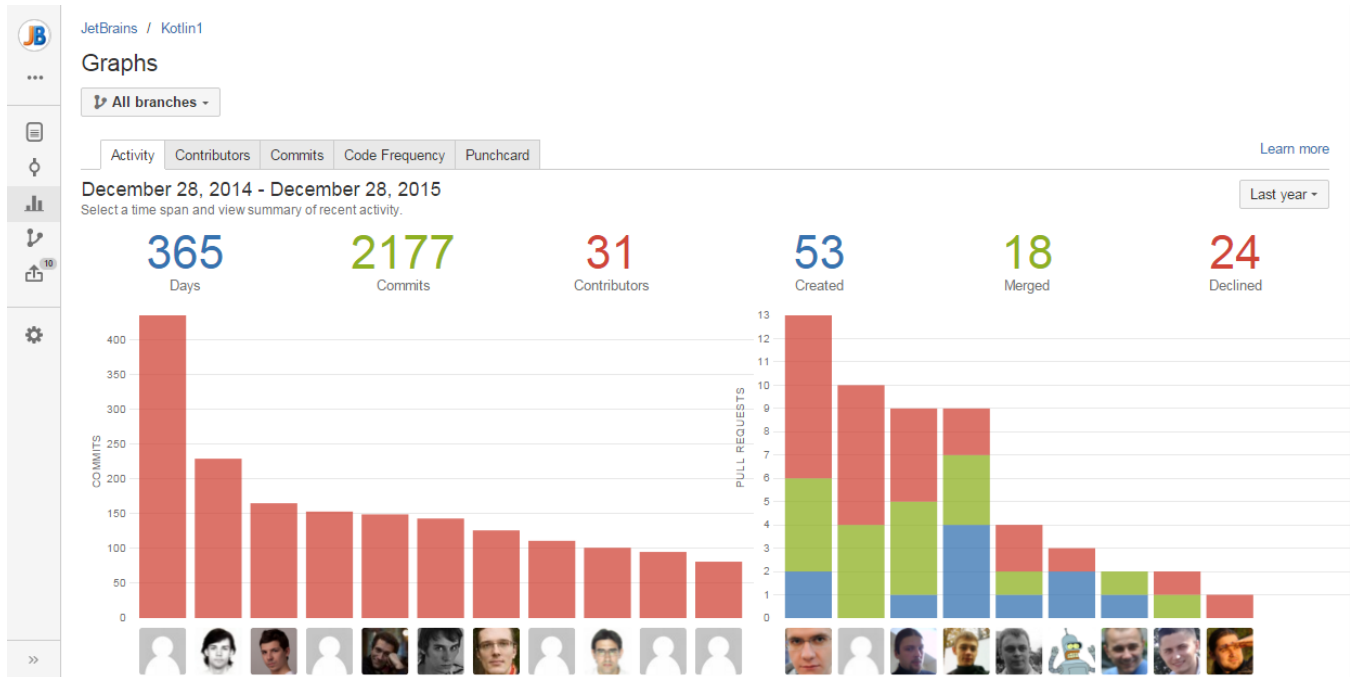 JB
JetBrains / Kotlin1
Graphs
All branches
Activity Contributors Commits Code Frequency Punchcard
Learn more
December 28, 2014 - December 28, 2015
Select a time span and view summary of recent activity.
Last year
365 2177 31 53 18 24
Days Commits Contributors Created Merged Declined
10
COMMITS
400
350
300
250
200
150
100
50
0
PULL REQUESTS
13
12
11
10
9
8
7
6
5
4
3
2
1
0